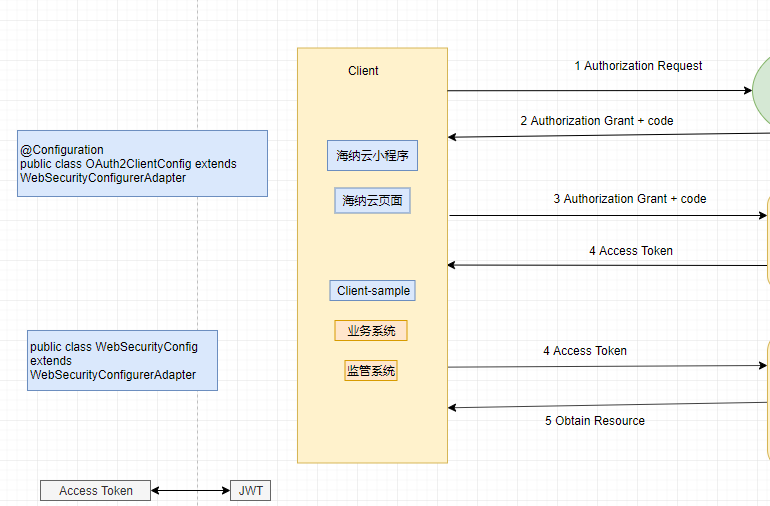 Client
1 Authorization Request
2 Authorization Grant + code
@Configuration
public class OAuth2ClientConfig extends
WebSecurityConfigurerAdapter
海纳云小程序
海纳云页面
3 Authorization Grant + code
4 Access Token
Client-sample
业务系统
public class WebSecurityConfig
extends
WebSecurityConfigurerAdapter
监管系统
4 Access Token
5 Obtain Resource
Access Token
JWT